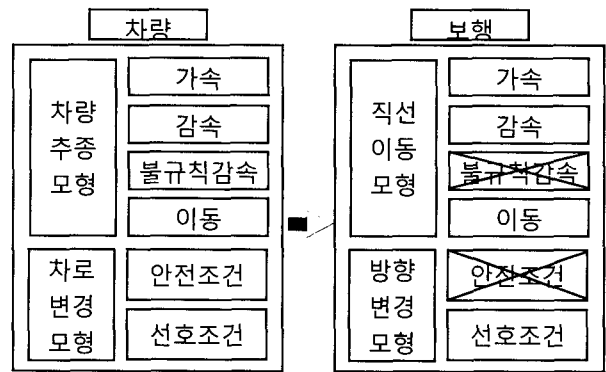 차량
보행
차량
추종
모형
가속
감속
불규칙감속
이동
차로
변경
모형
안전조건
선호조건
직선
이동
모형
가속
감속
불규칙감속
이동
방향
변경
모형
안전조건
선호조건